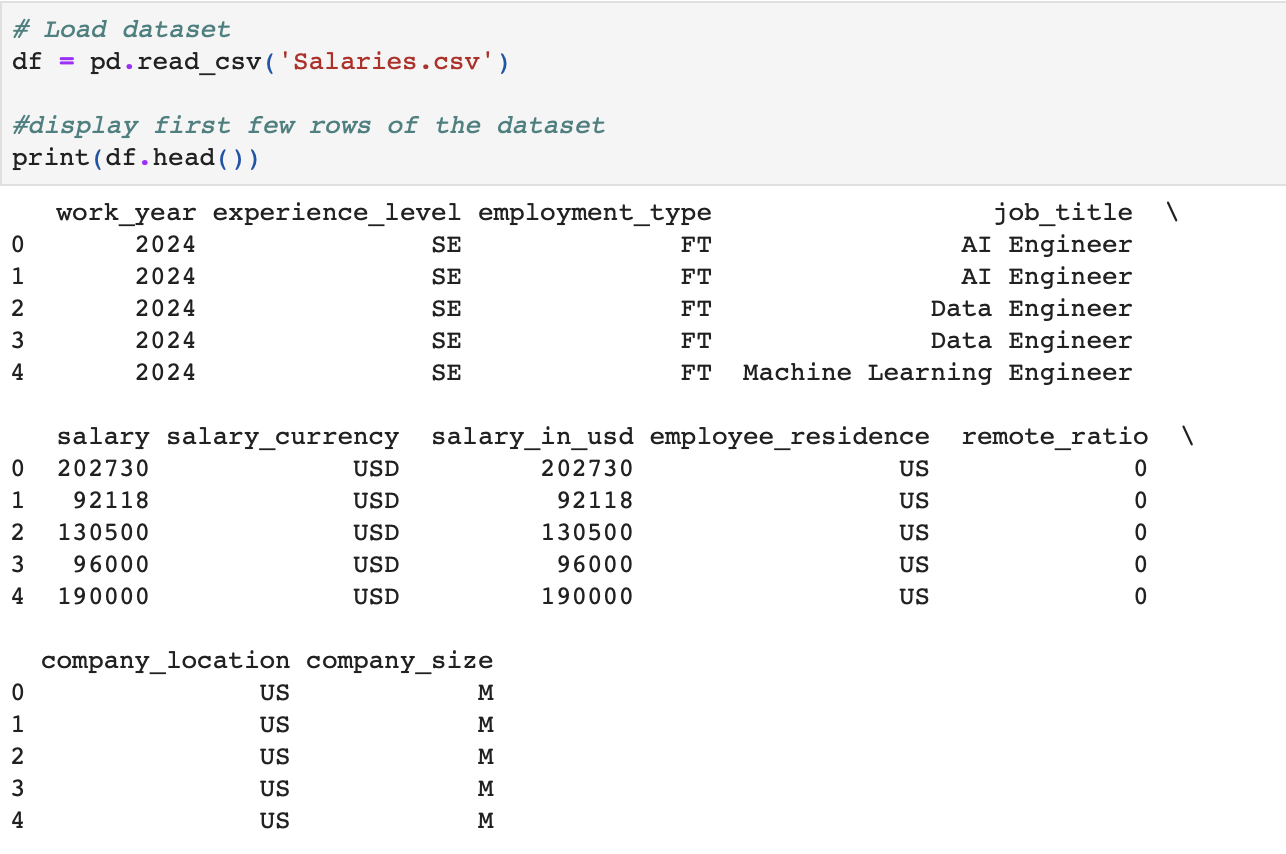 # Load dataset
df = pd.read_csv('Salaries.csv')
#display first few rows of the dataset
print(df.head())
   work_year experience_level employment_type                  job_title  \
0       2024               SE              FT                AI Engineer
1       2024               SE              FT                AI Engineer
2       2024               SE              FT              Data Engineer
3       2024               SE              FT              Data Engineer
4       2024               SE              FT  Machine Learning Engineer
   salary salary_currency  salary_in_usd employee_residence  remote_ratio  \
0  202730             USD         202730                 US             0
1   92118             USD          92118                 US             0
2  130500             USD         130500                 US             0
3   96000             USD          96000                 US             0
4  190000             USD         190000                 US             0
  company_location company_size
0               US            M
1               US            M
2               US            M
3               US            M
4               US            M